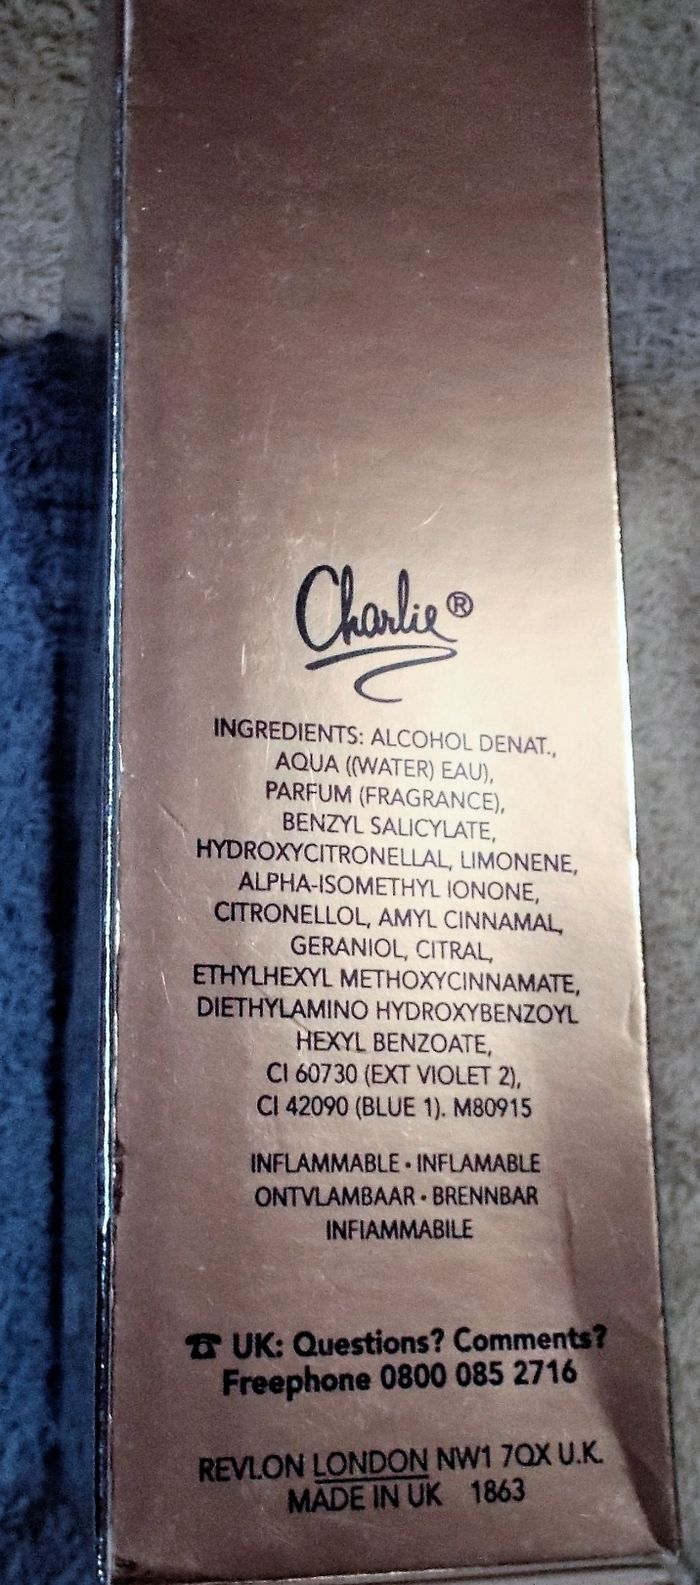 Charlie®
INGREDIENTS: ALCOHOL DENAT.,
AQUA ((WATER) EAU),
PARFUM (FRAGRANCE),
BENZYL SALICYLATE,
HYDROXYCITRONELLAL, LIMONENE,
ALPHA-ISOMETHYL IONONE,
CITRONELLOL, AMYL CINNAMAL,
GERANIOL, CITRAL,
ETHYLHEXYL METHOXYCINNAMATE,
DIETHYLAMINO HYDROXYBENZOYL
HEXYL BENZOATE,
CI 60730 (EXT VIOLET 2),
CI 42090 (BLUE 1). M80915
INFLAMMABLE • INFLAMABLE
ONTVLAMBAAR • BRENNBAR
INFIAMMABILE
☎ UK: Questions? Comments?
Freephone 0800 085 2716
REVLON LONDON NW1 7QX U.K.
MADE IN UK 1863